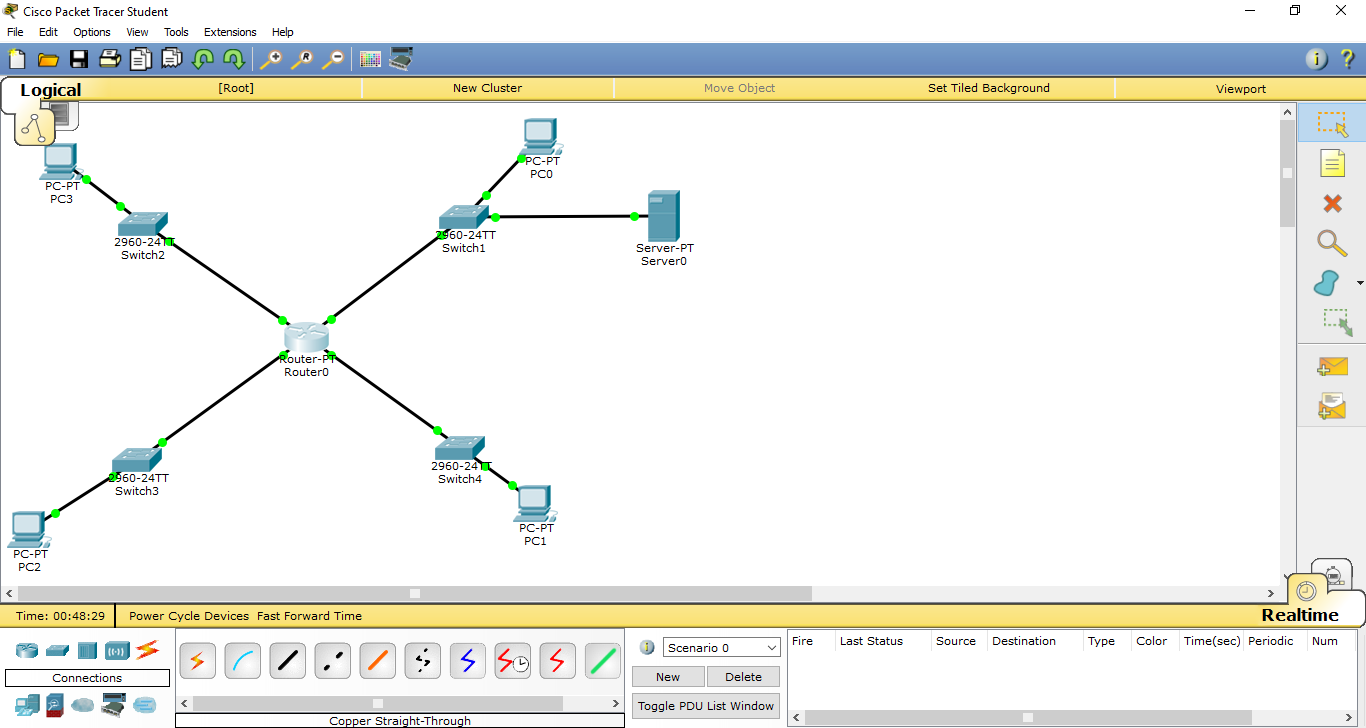 Cisco Packet Tracer Student
File Edit Options View Tools Extensions Help
Logical [Root] New Cluster Move Object Set Tiled Background Viewport
PC-PT
PC3
PC-PT
PC0
2960-24TT
Switch2
2960-24TT
Switch1
Server-PT
Server0
Router-PT
Router0
2960-24TT
Switch3
2960-24TT
Switch4
PC-PT
PC2
PC-PT
PC1
Realtime
Time: 00:48:29 Power Cycle Devices Fast Forward Time
Connections
Copper Straight-Through
Scenario 0
New Delete
Toggle PDU List Window
Fire Last Status Source Destination Type Color Time(sec) Periodic Num